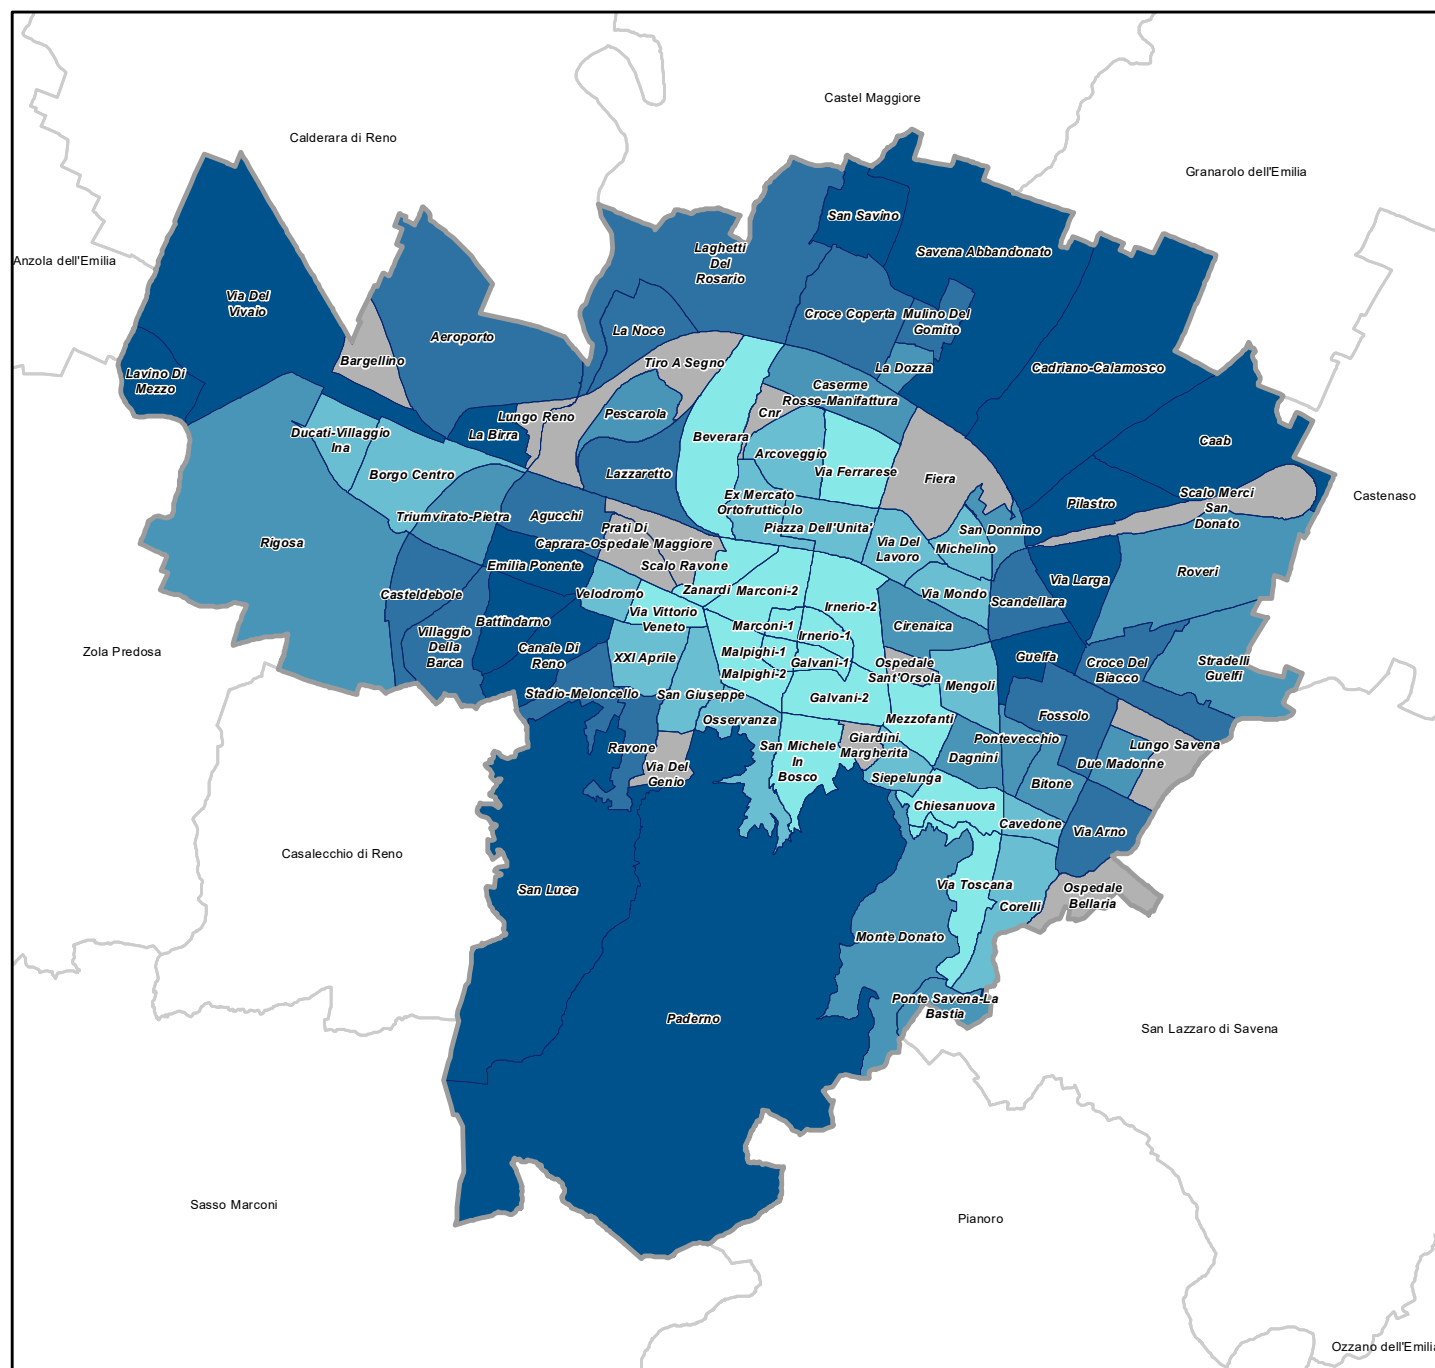 Castel Maggiore
Calderara di Reno
Granarolo dell'Emilia
San Savino
Savena Abbandonato
Laghetti
Del
Rosario
Anzola dell'Emilia
Via Del
Vivaio
Croce Coperta
Mulino Del
Gomito
La Noce
Aeroporto
Bargellino
Tiro A Segno
La Dozza
Cadriano-Calamosco
Lavino Di
Mezzo
Caserme
Rosse-Manifattura
Cnr
Lungo Reno
Pescarola
La Birra
Ducati-Villaggio
Ina
Beverara
Caab
Arcoveggio
Borgo Centro
Lazzaretto
Via Ferrarese
Fiera
Ex Mercato
Ortofrutticolo
Scalo Merci
San
Donato
Castenaso
Pilastro
Triumvirato-Pietra
Agucchi
Prati Di
Caprara-Ospedale Maggiore
Piazza Dell'Unita'
San Donnino
Rigosa
Via Del
Lavoro
Michelino
Emilia Ponente
Scalo Ravone
Roveri
Via Larga
Casteldebole
Velodromo
Zanardi
Marconi-2
Via Mondo
Scandellara
Irnerio-2
Via Vittorio
Veneto
Battindarno
Marconi-1
Irnerio-1
Cirenaica
Villaggio
Della
Barca
Zola Predosa
Canale Di
Reno
XXI Aprile
Malpighi-1
Galvani-1
Ospedale
Sant'Orsola
Guelfa
Croce Del
Biacco
Stradelli
Guelfi
Malpighi-2
Mengoli
Stadio-Meloncello
San Giuseppe
Galvani-2
Osservanza
Mezzofanti
Fossolo
Ravone
San Michele
In
Bosco
Giardini
Margherita
Pontevecchio
Lungo Savena
Dagnini
Due Madonne
Via Del
Genio
Siepelunga
Bitone
Chiesanuova
Cavedone
Via Arno
Casalecchio di Reno
San Luca
Via Toscana
Ospedale
Bellaria
Corelli
Monte Donato
Ponte Savena-La
Bastia
Paderno
San Lazzaro di Savena
Sasso Marconi
Pianoro
Ozzano dell'Emilia